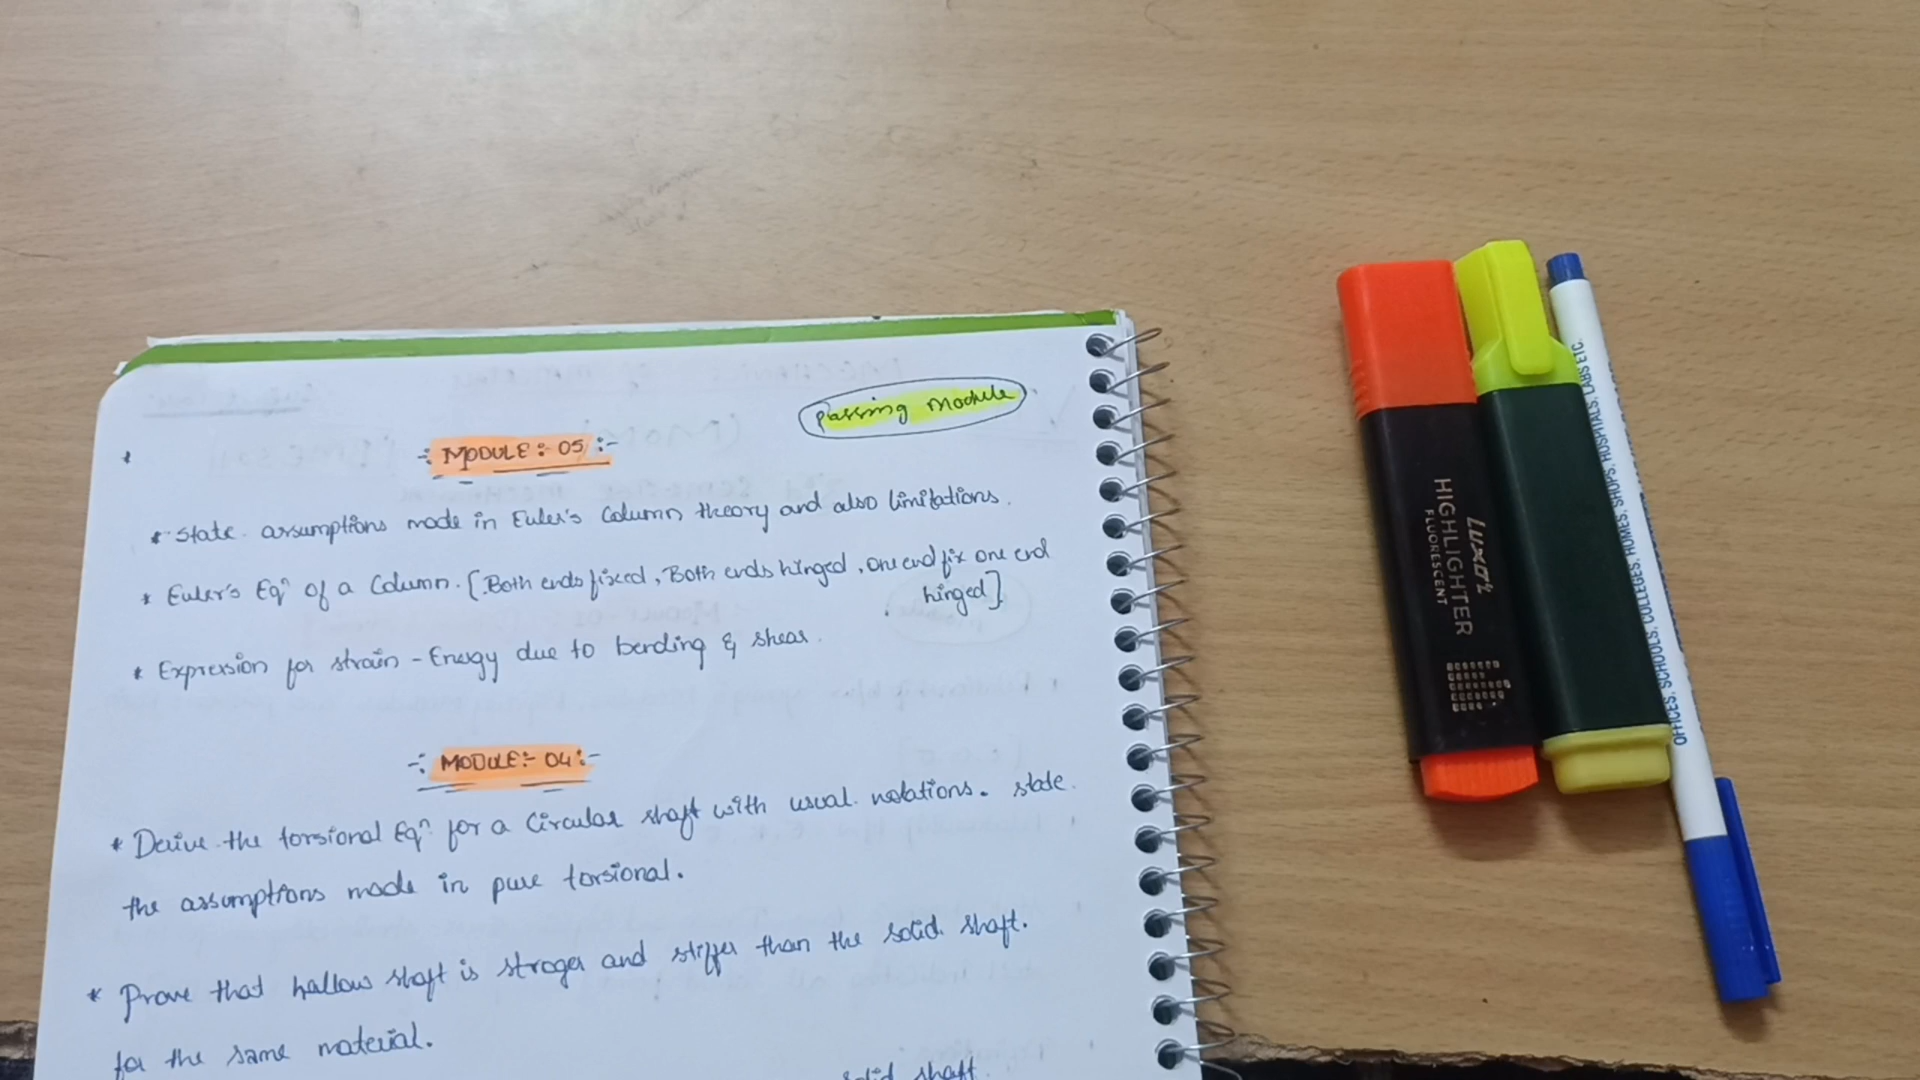 Passing Module
-: MODULE:- 05 :-
* State assumptions made in Euler's Column theory and also limitations.
* Euler's Eqn of a Column. [Both ends fixed, Both ends hinged, One end fix one end
hinged]
* Expression for strain - Energy due to bending & shear.
-: MODULE:- 04 :-
* Derive the torsional Eqn for a Circular shaft with usual notations. state
the assumptions made in pure torsional.
* Prove that hallow shaft is stroger and stiffer than the solid shaft.
for the same material.
solid shaft.
Luxor
HIGHLIGHTER
FLUORESCENT
OFFICES, SCHOOLS, COLLEGES, HOMES, SHOPS, HOSPITALS, LABS ETC.